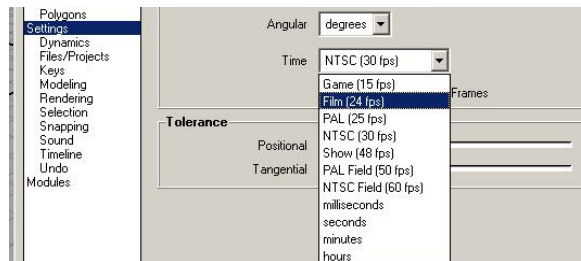 Polygons
Settings
Dynamics
Files/Projects
Keys
Modeling
Rendering
Selection
Snapping
Sound
Timeline
Undo
Modules
Angular degrees
Time NTSC (30 fps)
Game (15 fps)
Film (24 fps)
PAL (25 fps)
NTSC (30 fps)
Show (48 fps)
PAL Field (50 fps)
NTSC Field (60 fps)
milliseconds
seconds
minutes
hours
Frames
Tolerance
Positional
Tangential